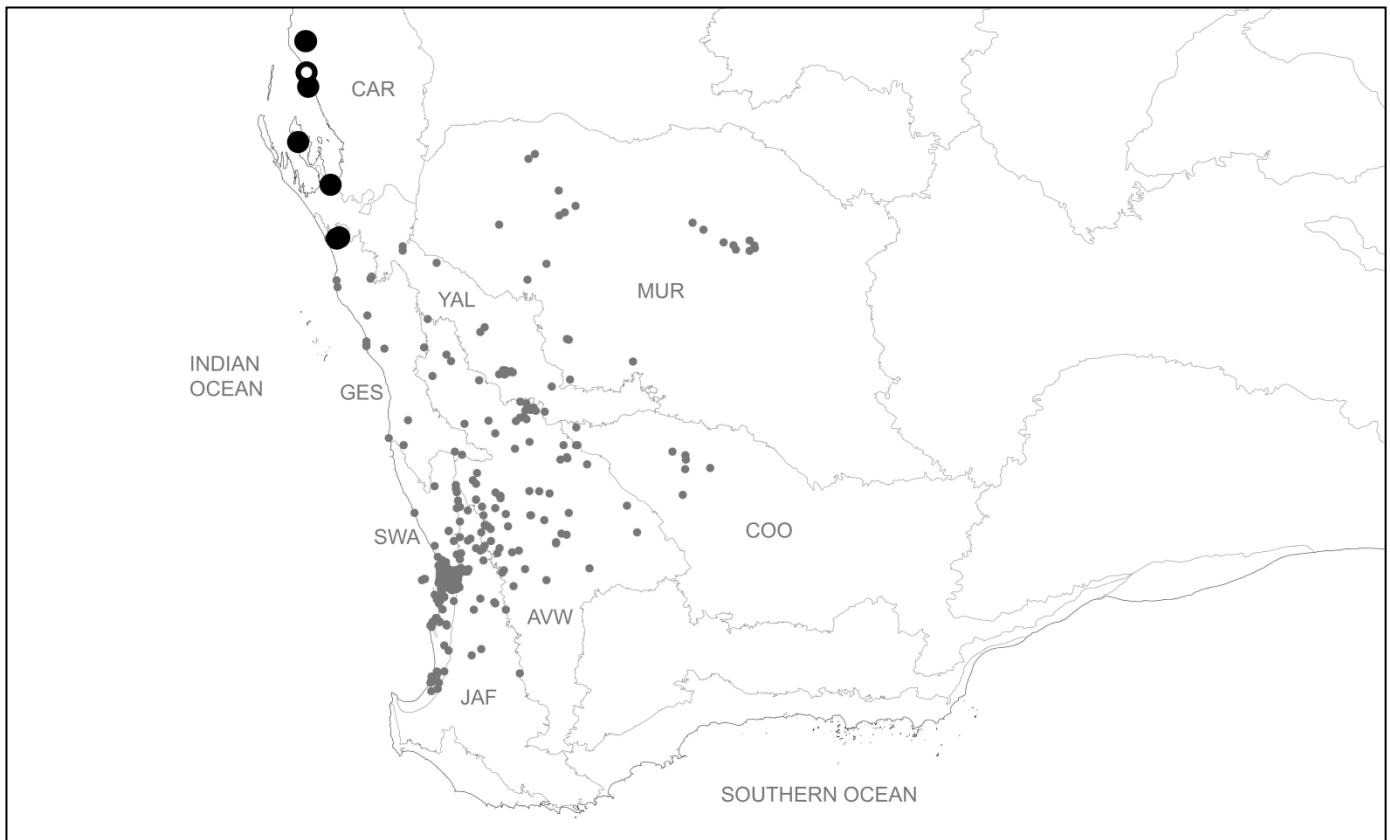 CAR
YAL
MUR
INDIAN
OCEAN
GES
SWA
COO
AVW
JAF
SOUTHERN OCEAN